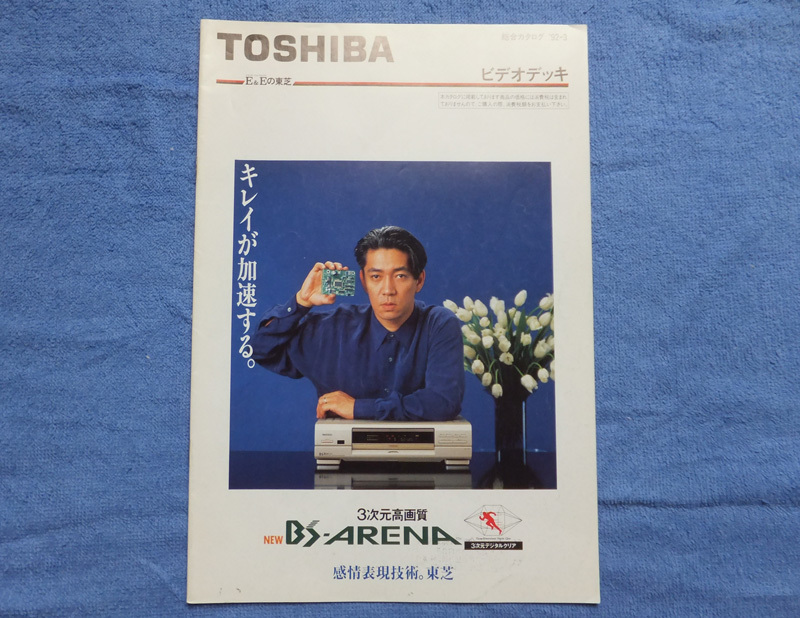 TOSHIBA
総合カタログ '92-5
E&Eの東芝
ビデオデッキ
キレイが加速する。
3次元高画質
NEW BS-ARENA
3次元デジタルクリア
感情表現技術。東芝